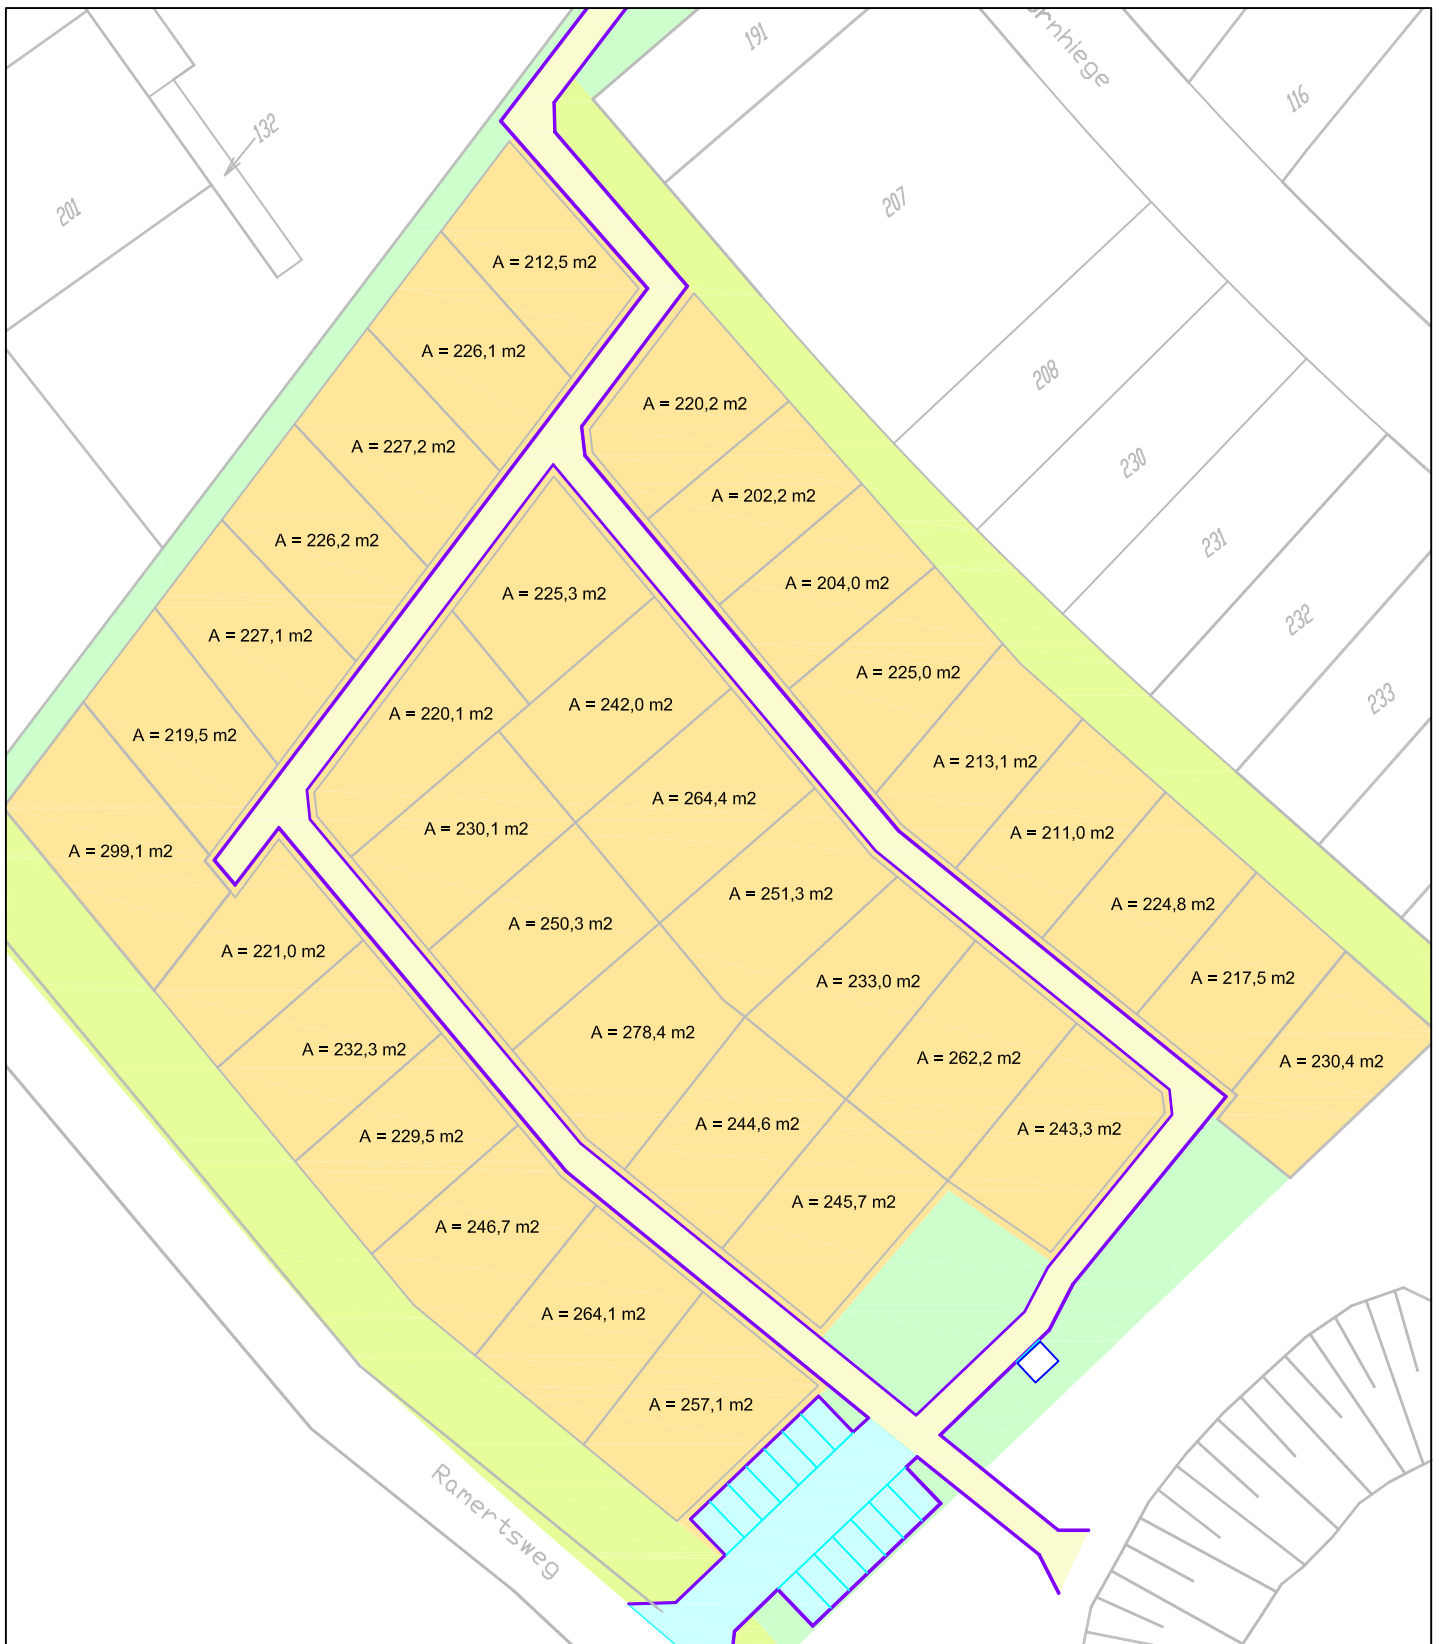 191
ornhiege
116
132
201
207
A = 212,5 m2
A = 226,1 m2
208
A = 220,2 m2
A = 227,2 m2
230
A = 202,2 m2
A = 226,2 m2
231
A = 204,0 m2
A = 225,3 m2
232
A = 227,1 m2
A = 225,0 m2
233
A = 242,0 m2
A = 220,1 m2
A = 219,5 m2
A = 213,1 m2
A = 264,4 m2
A = 230,1 m2
A = 211,0 m2
A = 299,1 m2
A = 251,3 m2
A = 224,8 m2
A = 250,3 m2
A = 221,0 m2
A = 217,5 m2
A = 233,0 m2
A = 278,4 m2
A = 232,3 m2
A = 262,2 m2
A = 230,4 m2
A = 244,6 m2
A = 243,3 m2
A = 229,5 m2
A = 245,7 m2
A = 246,7 m2
A = 264,1 m2
A = 257,1 m2
Ramertsweg